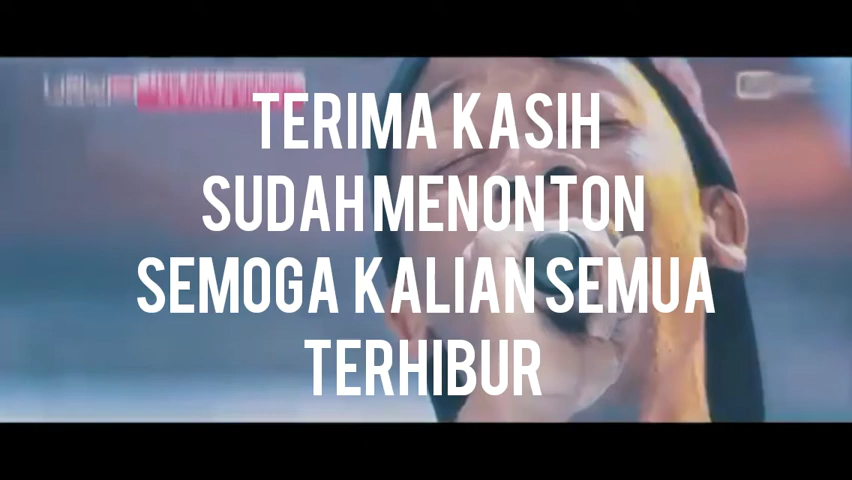 TERIMA KASIH
SUDAH MENONTON
SEMOGA KALIAN SEMUA
TERHIBUR